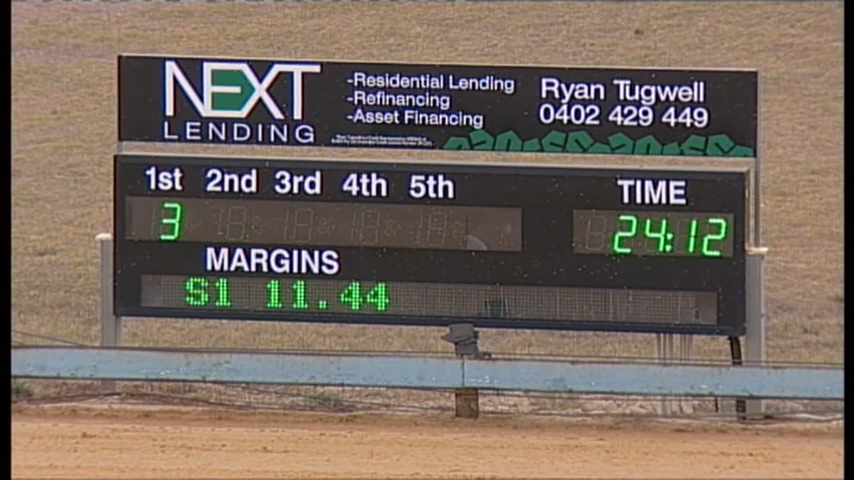 NEXT
LENDING
-Residential Lending
-Refinancing
-Asset Financing
Ryan Tugwell
0402 429 449
1st 2nd 3rd 4th 5th TIME
3 24:12
MARGINS
S1 11.44